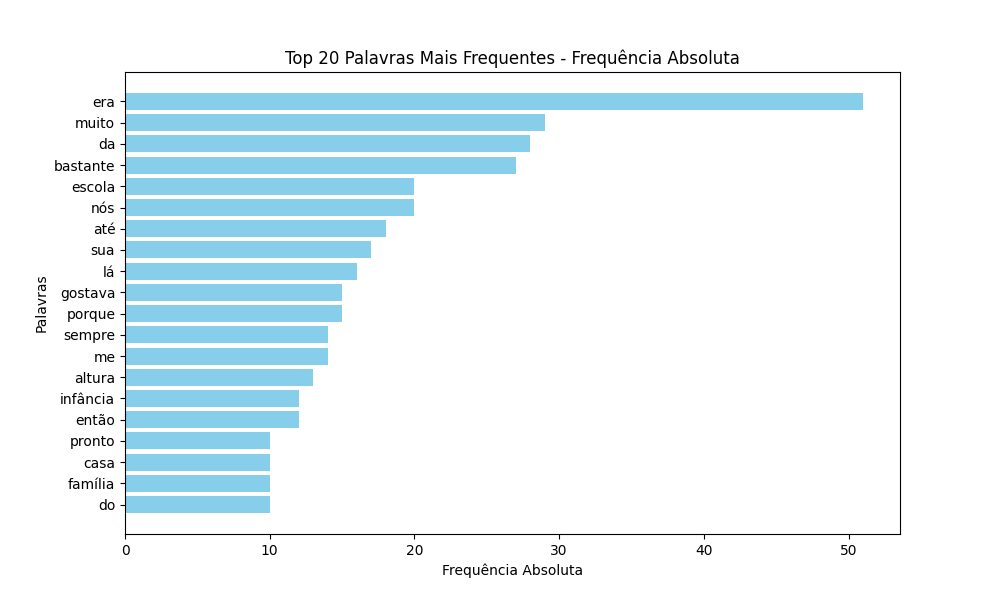 Top 20 Palavras Mais Frequentes - Frequência Absoluta
Palavras
era
muito
da
bastante
escola
nós
até
sua
lá
gostava
porque
sempre
me
altura
infância
então
pronto
casa
família
do
0 10 20 30 40 50
Frequência Absoluta